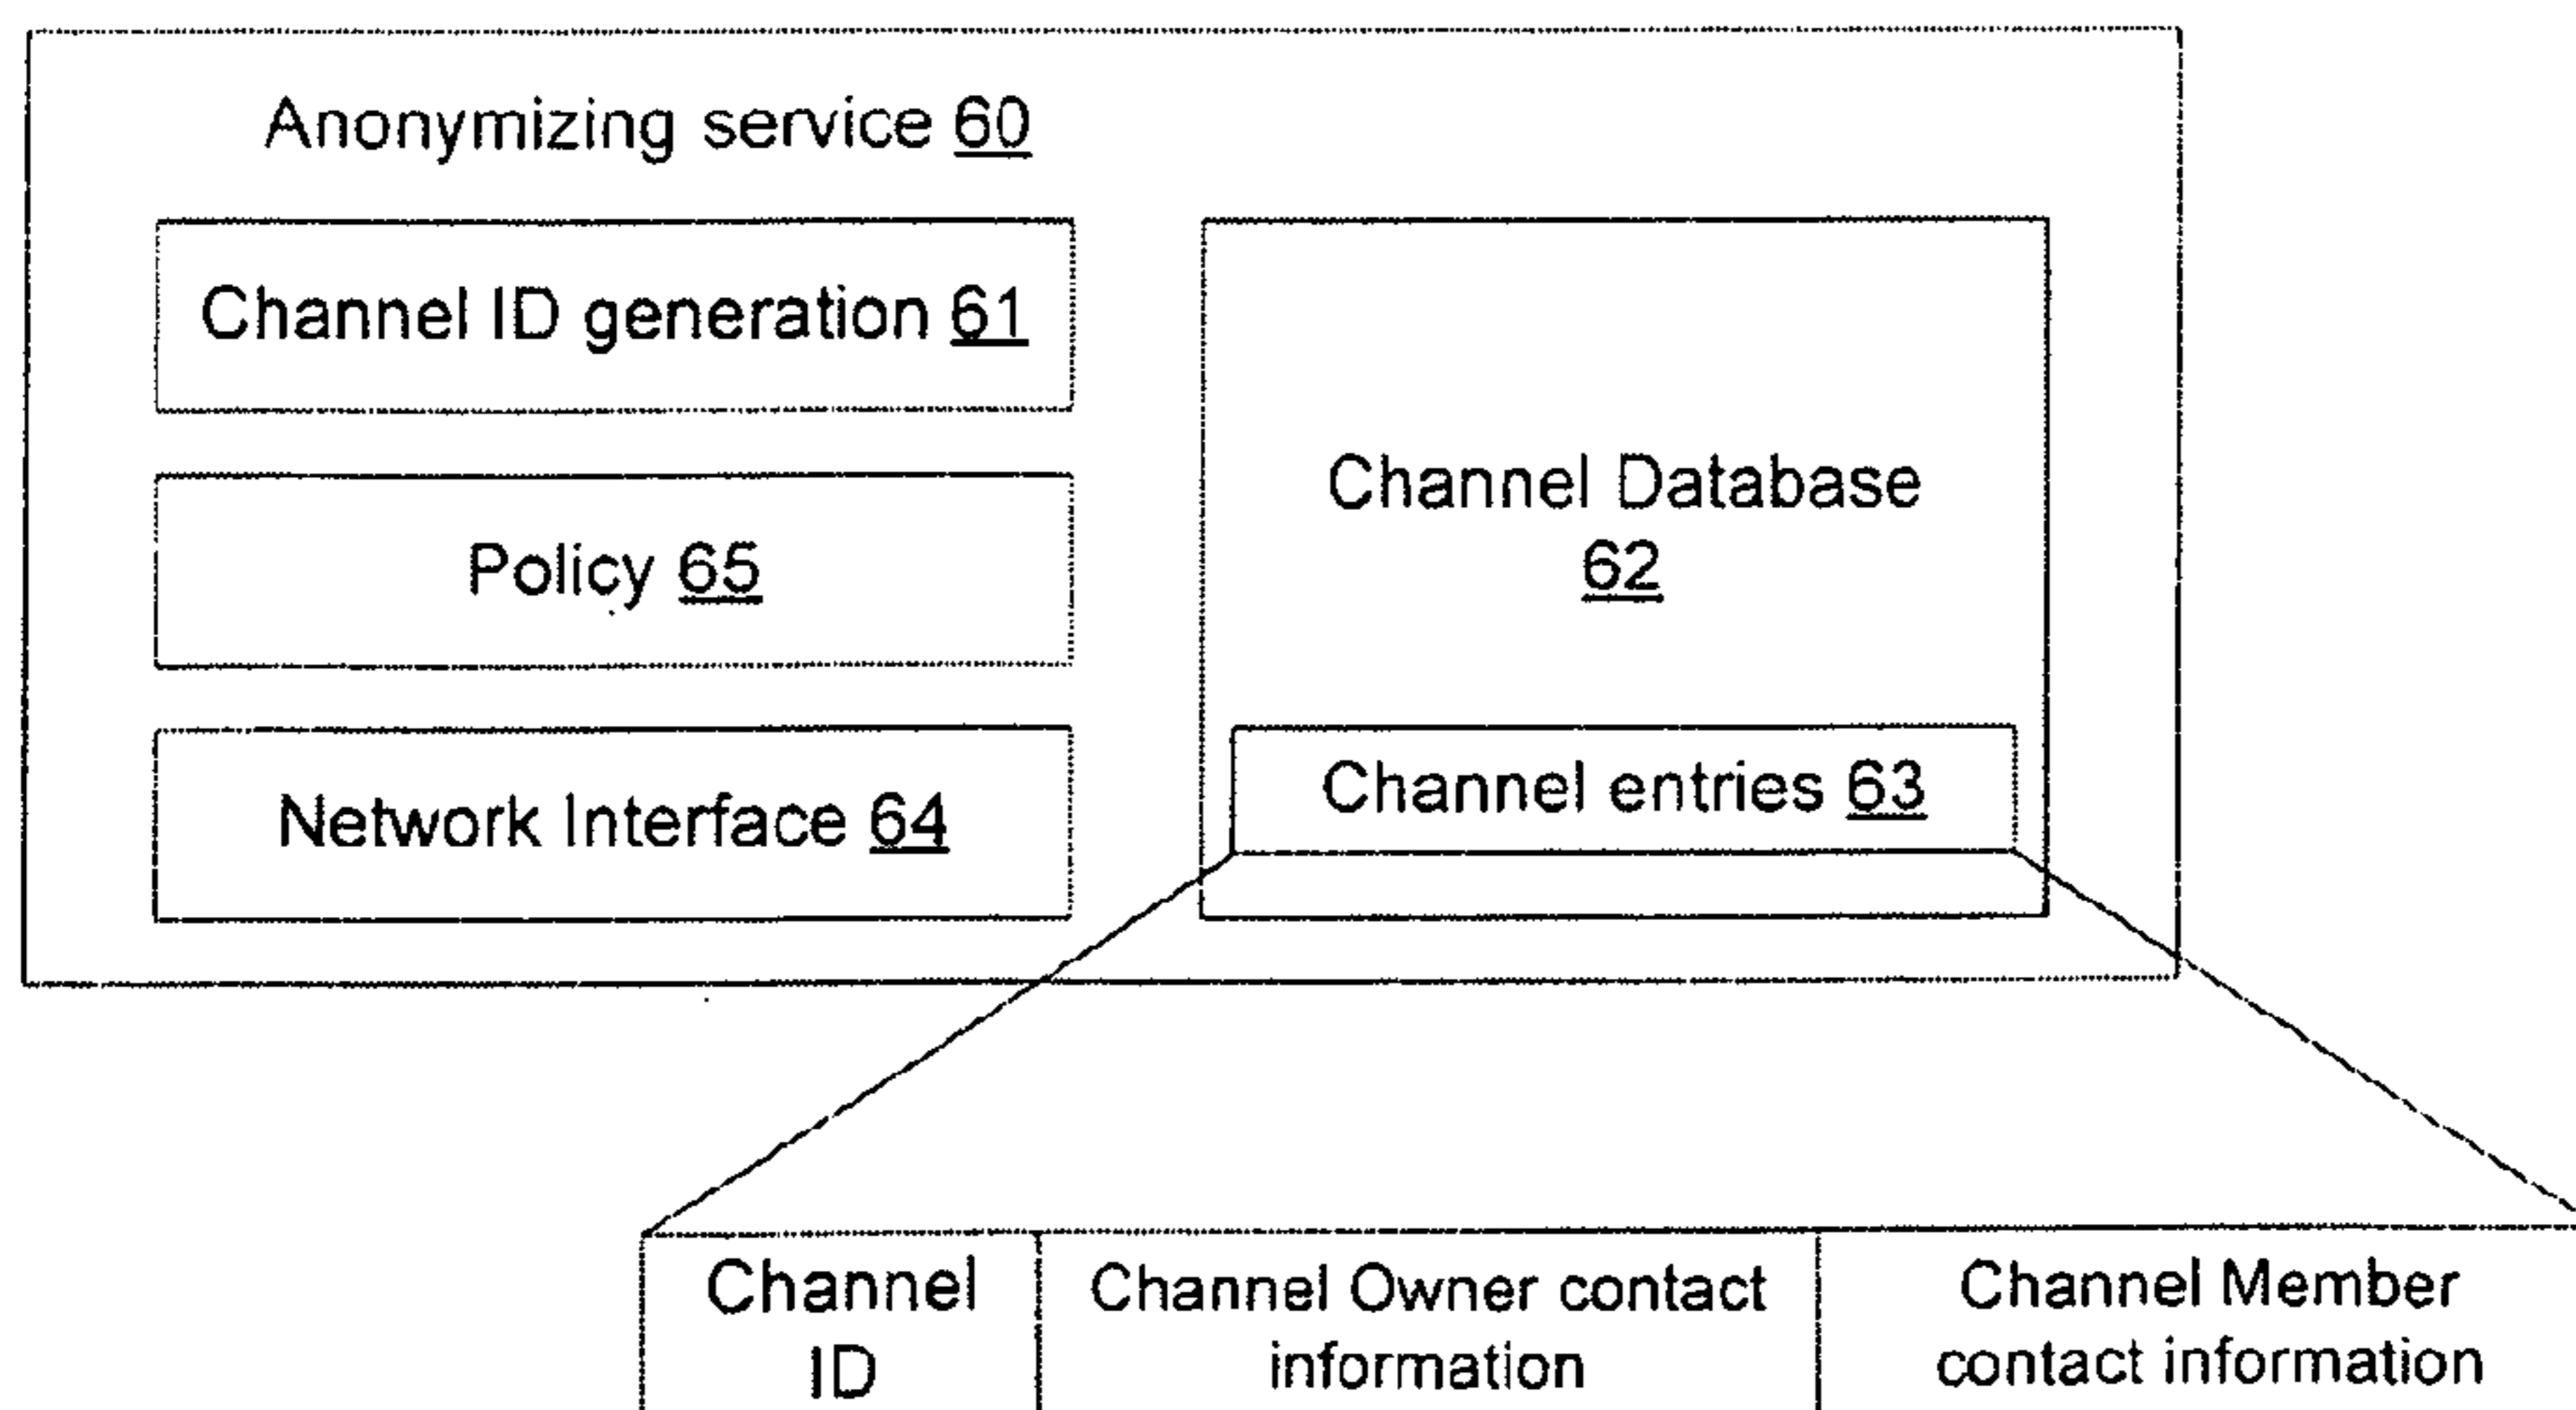 Anonymizing service 60
Channel ID generation 61
Policy 65
Network Interface 64
Channel Database
62
Channel entries 63
Channel
ID
Channel Owner contact
information
Channel Member
contact information